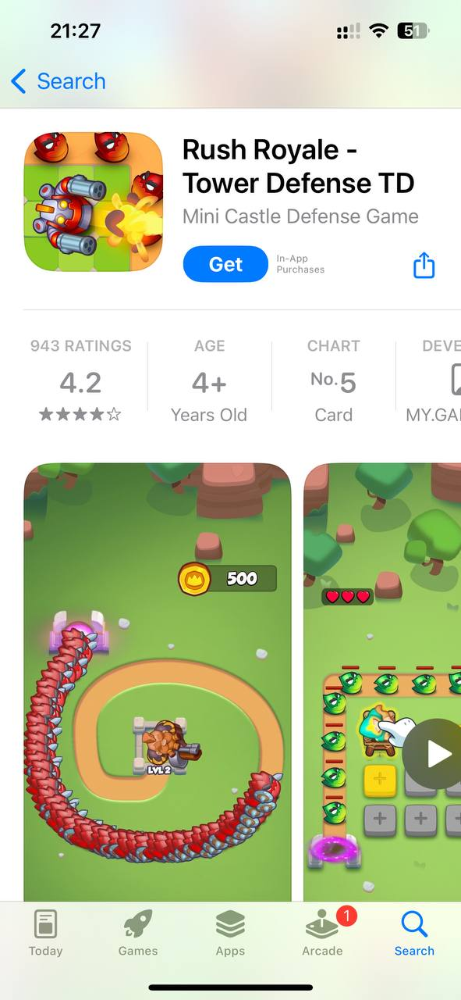 21:27
51
Search
Rush Royale -
Tower Defense TD
Mini Castle Defense Game
Get
In-App
Purchases
943 RATINGS
4.2
★★★★☆
AGE
4+
Years Old
CHART
No.5
Card
DEVE
MY.GA
500
LVL 2
1
Today
Games
Apps
Arcade
Search